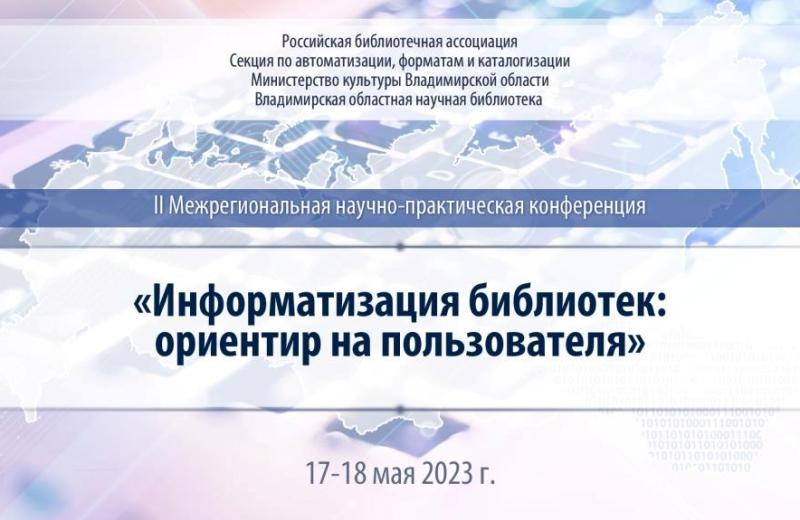 Российская библиотечная ассоциация
Секция по автоматизации, форматам и каталогизации
Министерство культуры Владимирской области
Владимирская областная научная библиотека
II Межрегиональная научно-практическая конференция
«Информатизация библиотек:
ориентир на пользователя»
17-18 мая 2023 г.